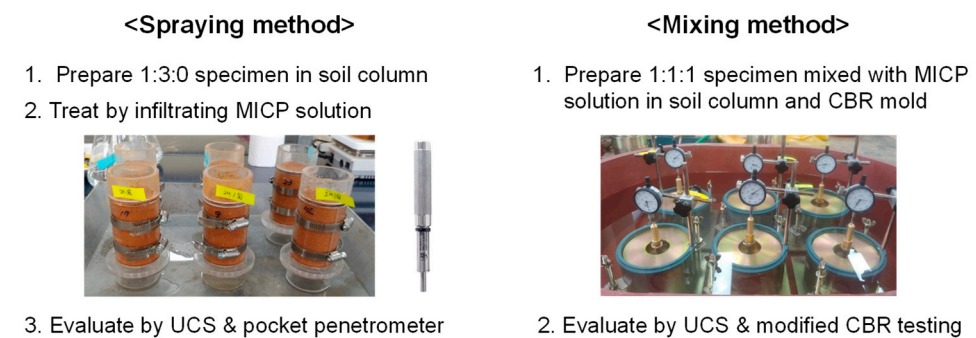 <Spraying method>
1. Prepare 1:3:0 specimen in soil column
2. Treat by infiltrating MICP solution
3. Evaluate by UCS & pocket penetrometer
<Mixing method>
1. Prepare 1:1:1 specimen mixed with MICP
solution in soil column and CBR mold
2. Evaluate by UCS & modified CBR testing